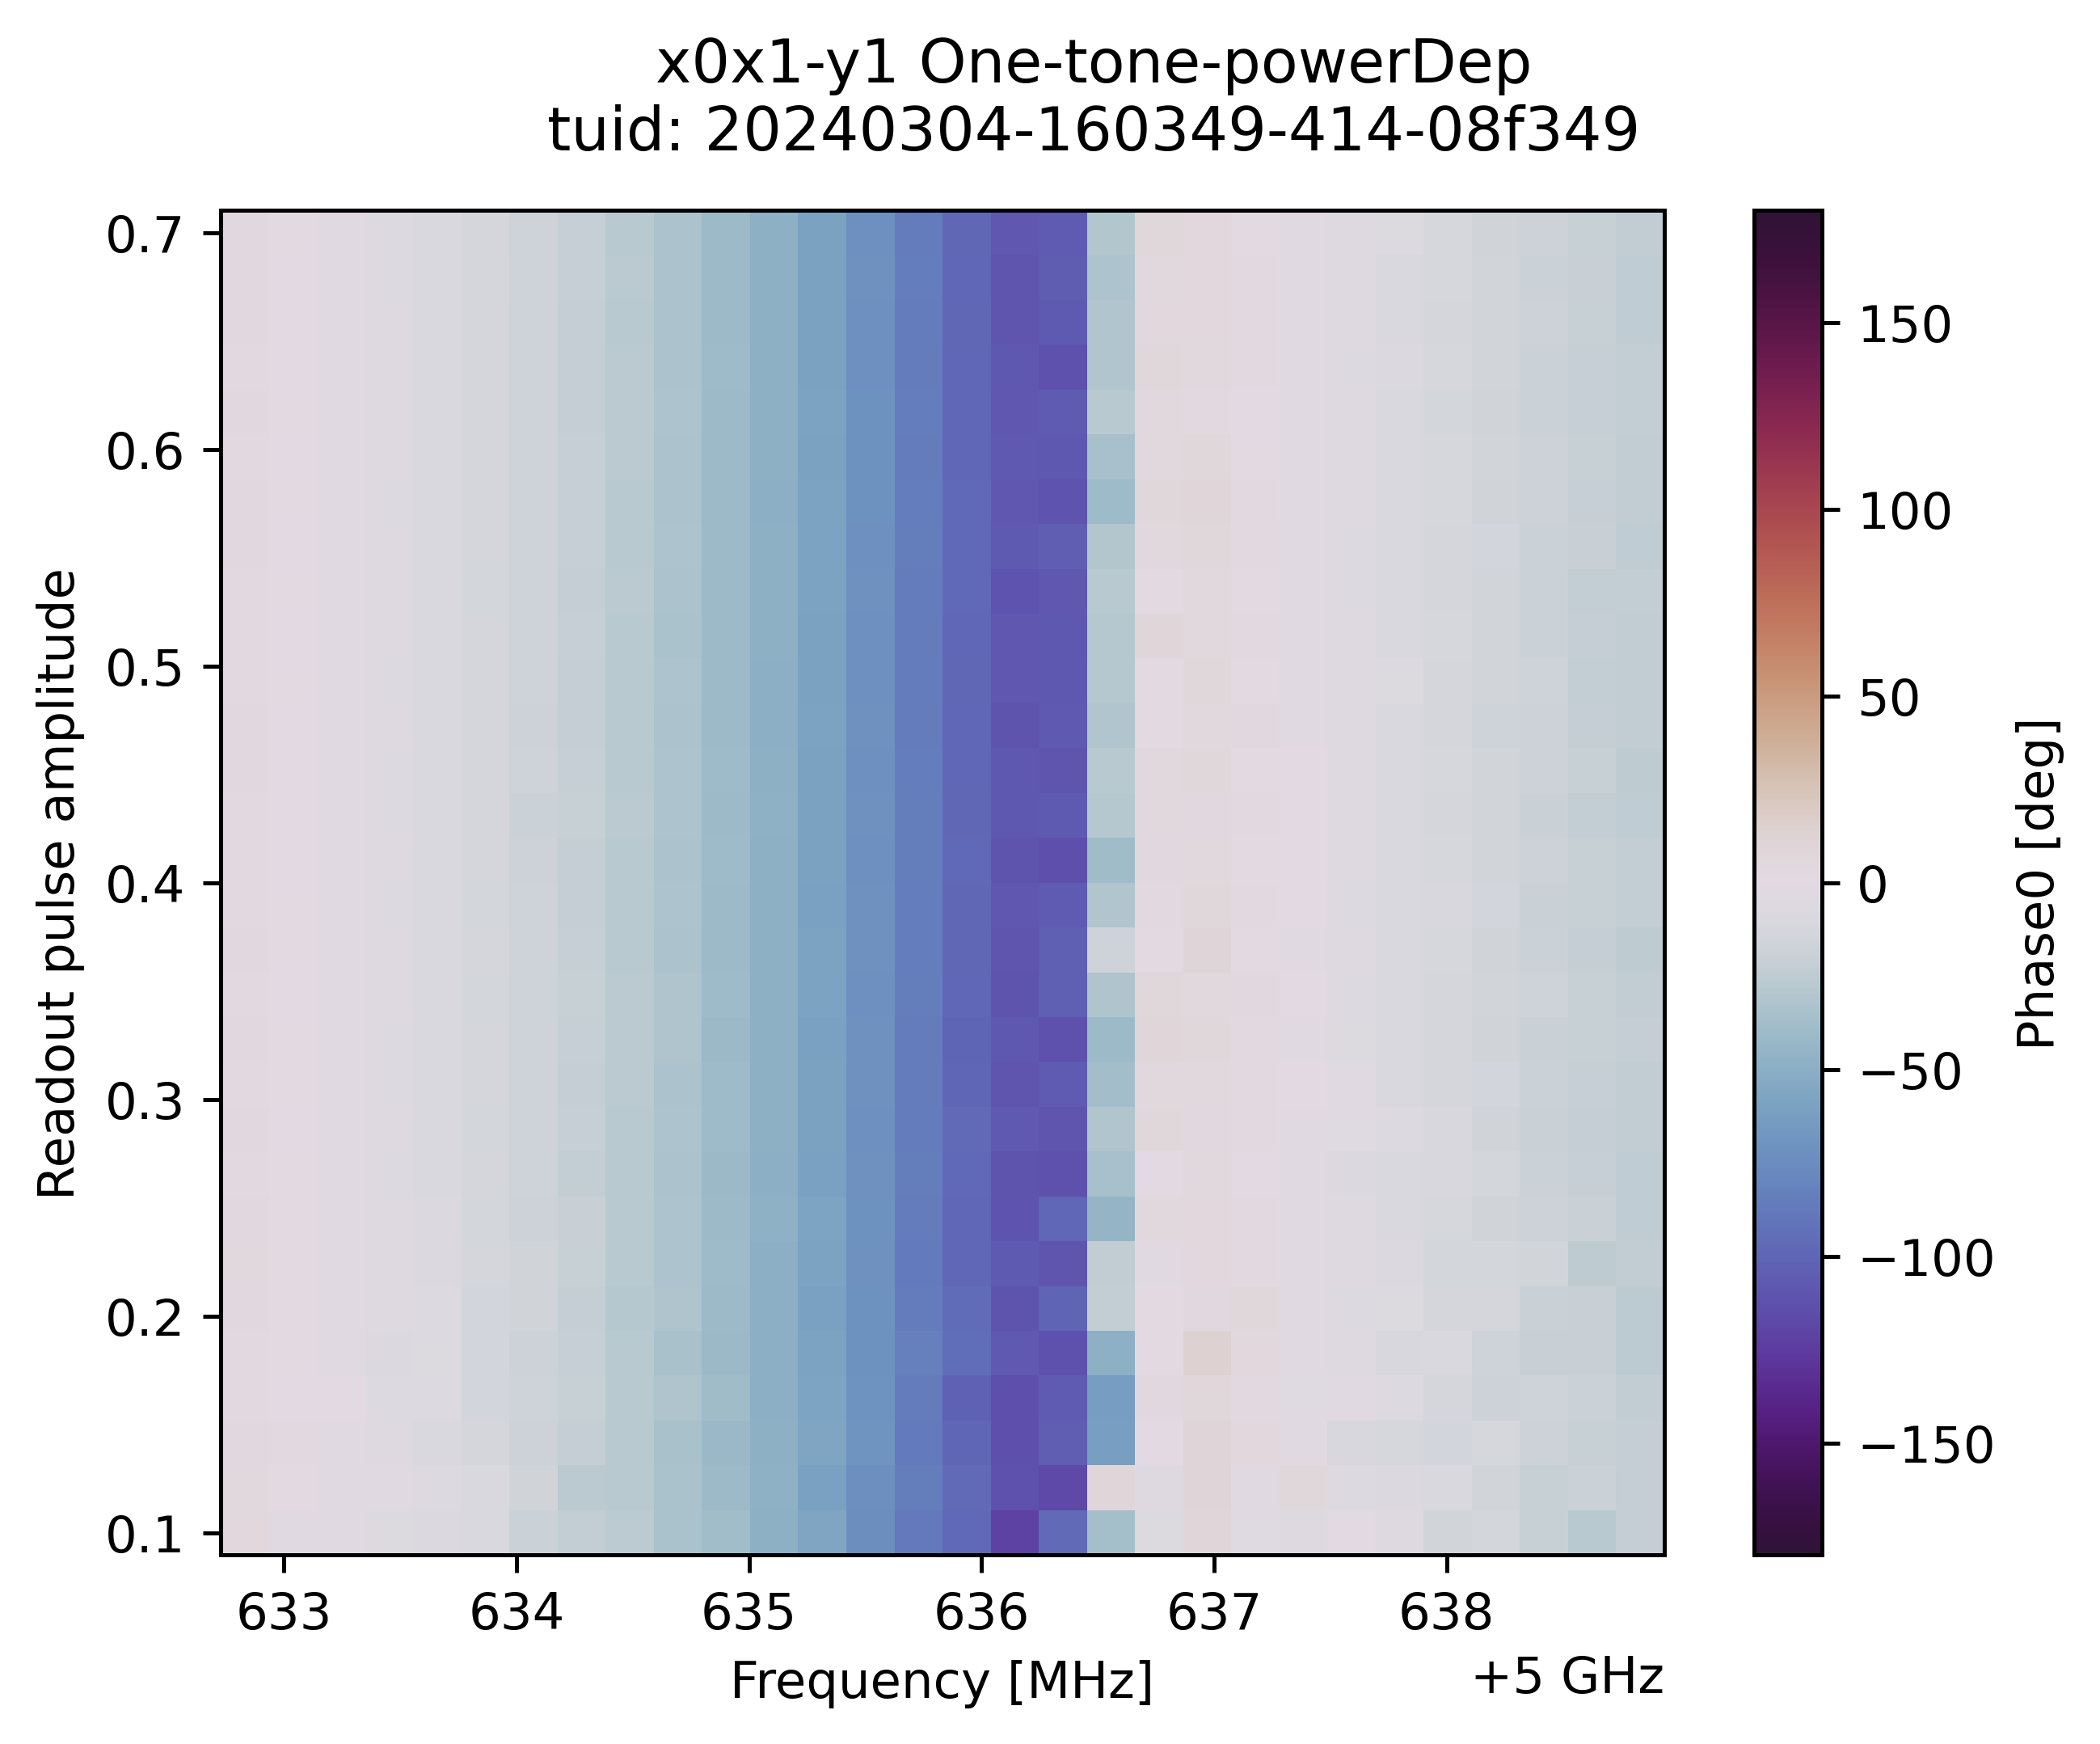 x0x1-y1 One-tone-powerDep
tuid: 20240304-160349-414-08f349
0.7
0.6
0.5
0.4
0.3
0.2
0.1
Readout pulse amplitude
633 634 635 636 637 638
Frequency [MHz]
+5 GHz
150
100
50
0
−50
−100
−150
Phase0 [deg]